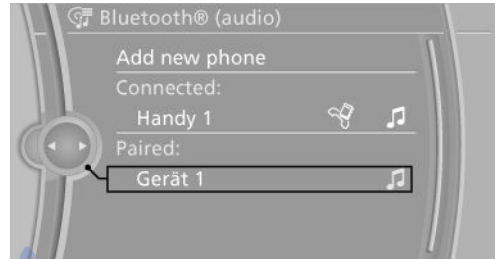 Bluetooth® (audio)
Add new phone
Connected:
Handy 1
Paired:
Gerät 1